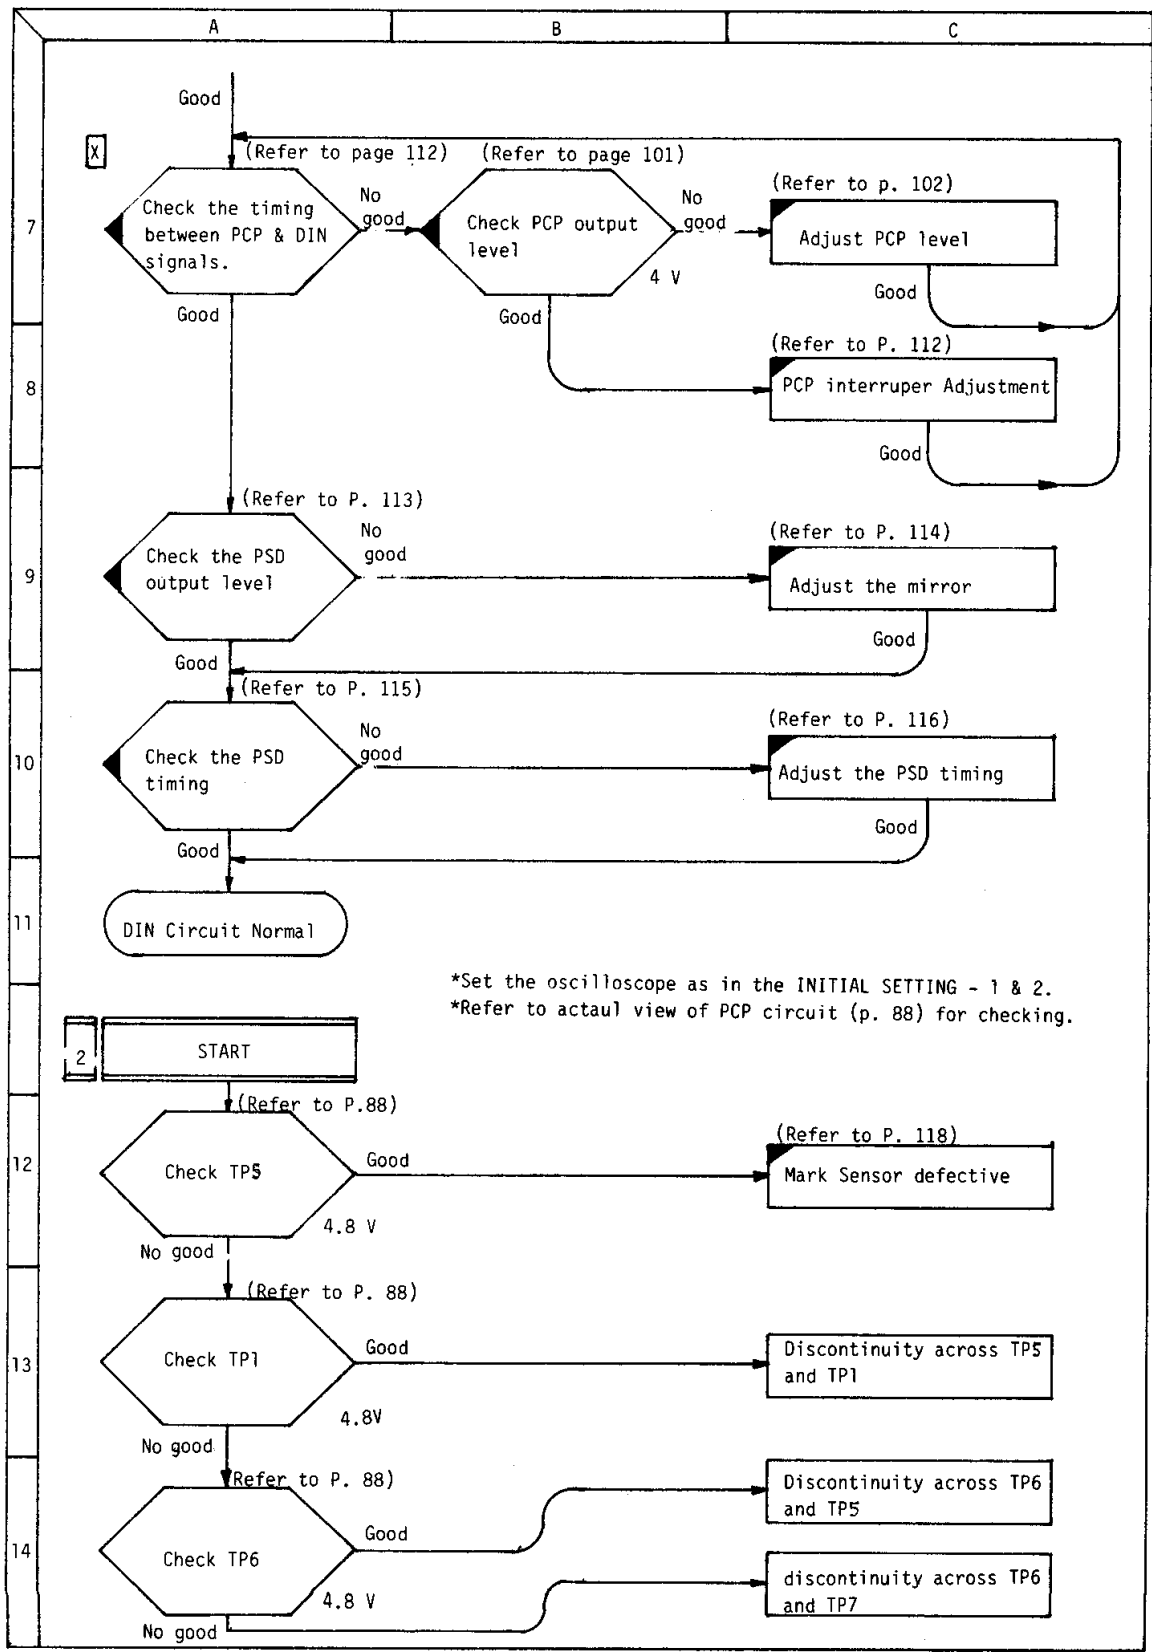 A
B
C
Good
X
(Refer to page 112)
(Refer to page 101)
(Refer to p. 102)
7
Check the timing
between PCP & DIN
signals.
No
good
Check PCP output
level
No
good
Adjust PCP level
4 V
Good
Good
Good
(Refer to P. 112)
8
PCP interruper Adjustment
Good
(Refer to P. 113)
(Refer to P. 114)
9
Check the PSD
output level
No
good
Adjust the mirror
Good
Good
(Refer to P. 115)
(Refer to P. 116)
10
Check the PSD
timing
No
good
Adjust the PSD timing
Good
Good
11
DIN Circuit Normal
*Set the oscilloscope as in the INITIAL SETTING - 1 & 2.
*Refer to actaul view of PCP circuit (p. 88) for checking.
2
START
(Refer to P.88)
(Refer to P. 118)
12
Check TP5
Good
Mark Sensor defective
4.8 V
No good
(Refer to P. 88)
13
Check TP1
Good
Discontinuity across TP5
and TP1
4.8V
No good
Refer to P. 88)
Discontinuity across TP6
and TP5
14
Check TP6
Good
4.8 V
discontinuity across TP6
and TP7
No good